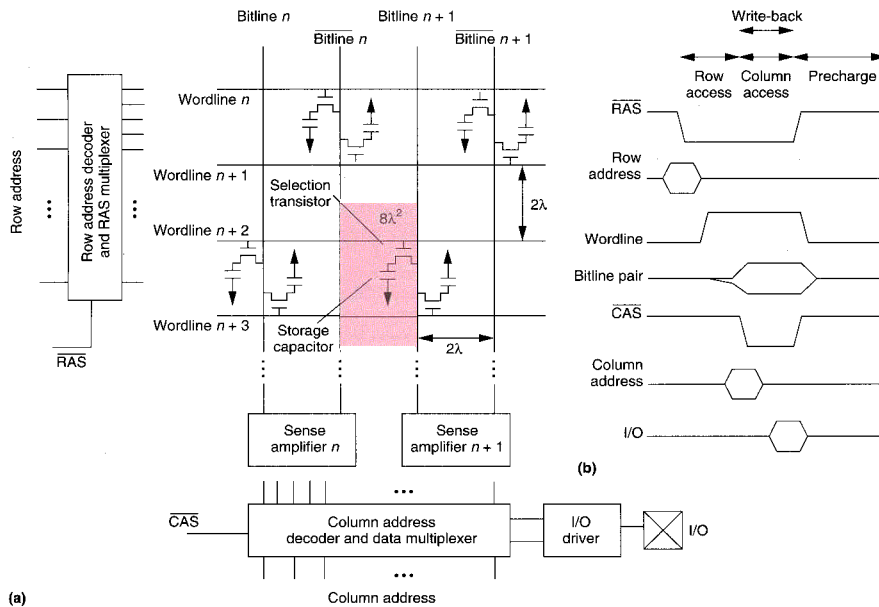 Bitline n
Bitline n
Bitline n + 1
Bitline n + 1
Wordline n
Wordline n + 1
Wordline n + 2
Wordline n + 3
Row address
Row address decoder
and RAS multiplexer
RAS
Selection
transistor
8λ²
2λ
Storage
capacitor
2λ
Sense
amplifier n
Sense
amplifier n + 1
CAS
Column address
decoder and data multiplexer
I/O
driver
I/O
Column address
(a)
Write-back
Row
access
Column
access
Precharge
RAS
Row
address
Wordline
Bitline pair
CAS
Column
address
I/O
(b)